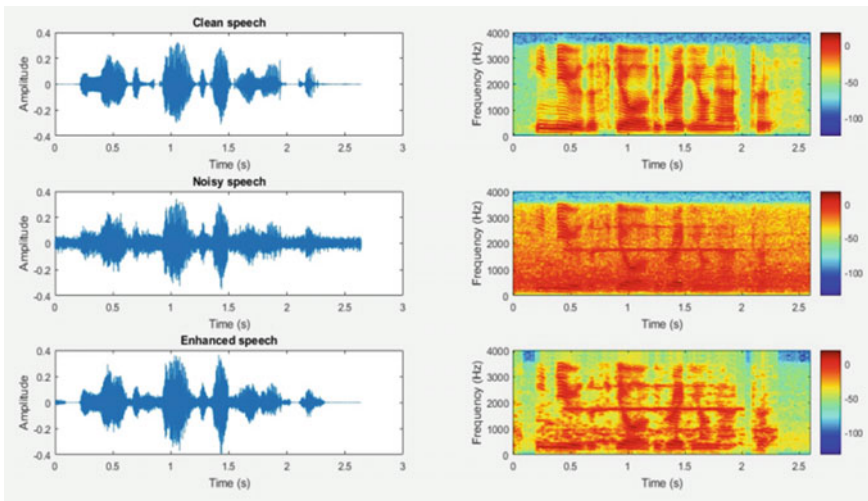 Clean speech
Amplitude
0.4
0.2
0
-0.2
-0.4
0 0.5 1 1.5 2 2.5 3
Time (s)
Frequency (Hz)
4000
3000
2000
1000
0
0 0.5 1 1.5 2 2.5
Time (s)
0
-50
-100
Noisy speech
Amplitude
0.4
0.2
0
-0.2
-0.4
0 0.5 1 1.5 2 2.5 3
Time (s)
Frequency (Hz)
4000
3000
2000
1000
0
0 0.5 1 1.5 2 2.5
Time (s)
0
-50
-100
Enhanced speech
Amplitude
0.4
0.2
0
-0.2
-0.4
0 0.5 1 1.5 2 2.5 3
Time (s)
Frequency (Hz)
4000
3000
2000
1000
0
0 0.5 1 1.5 2 2.5
Time (s)
0
-50
-100